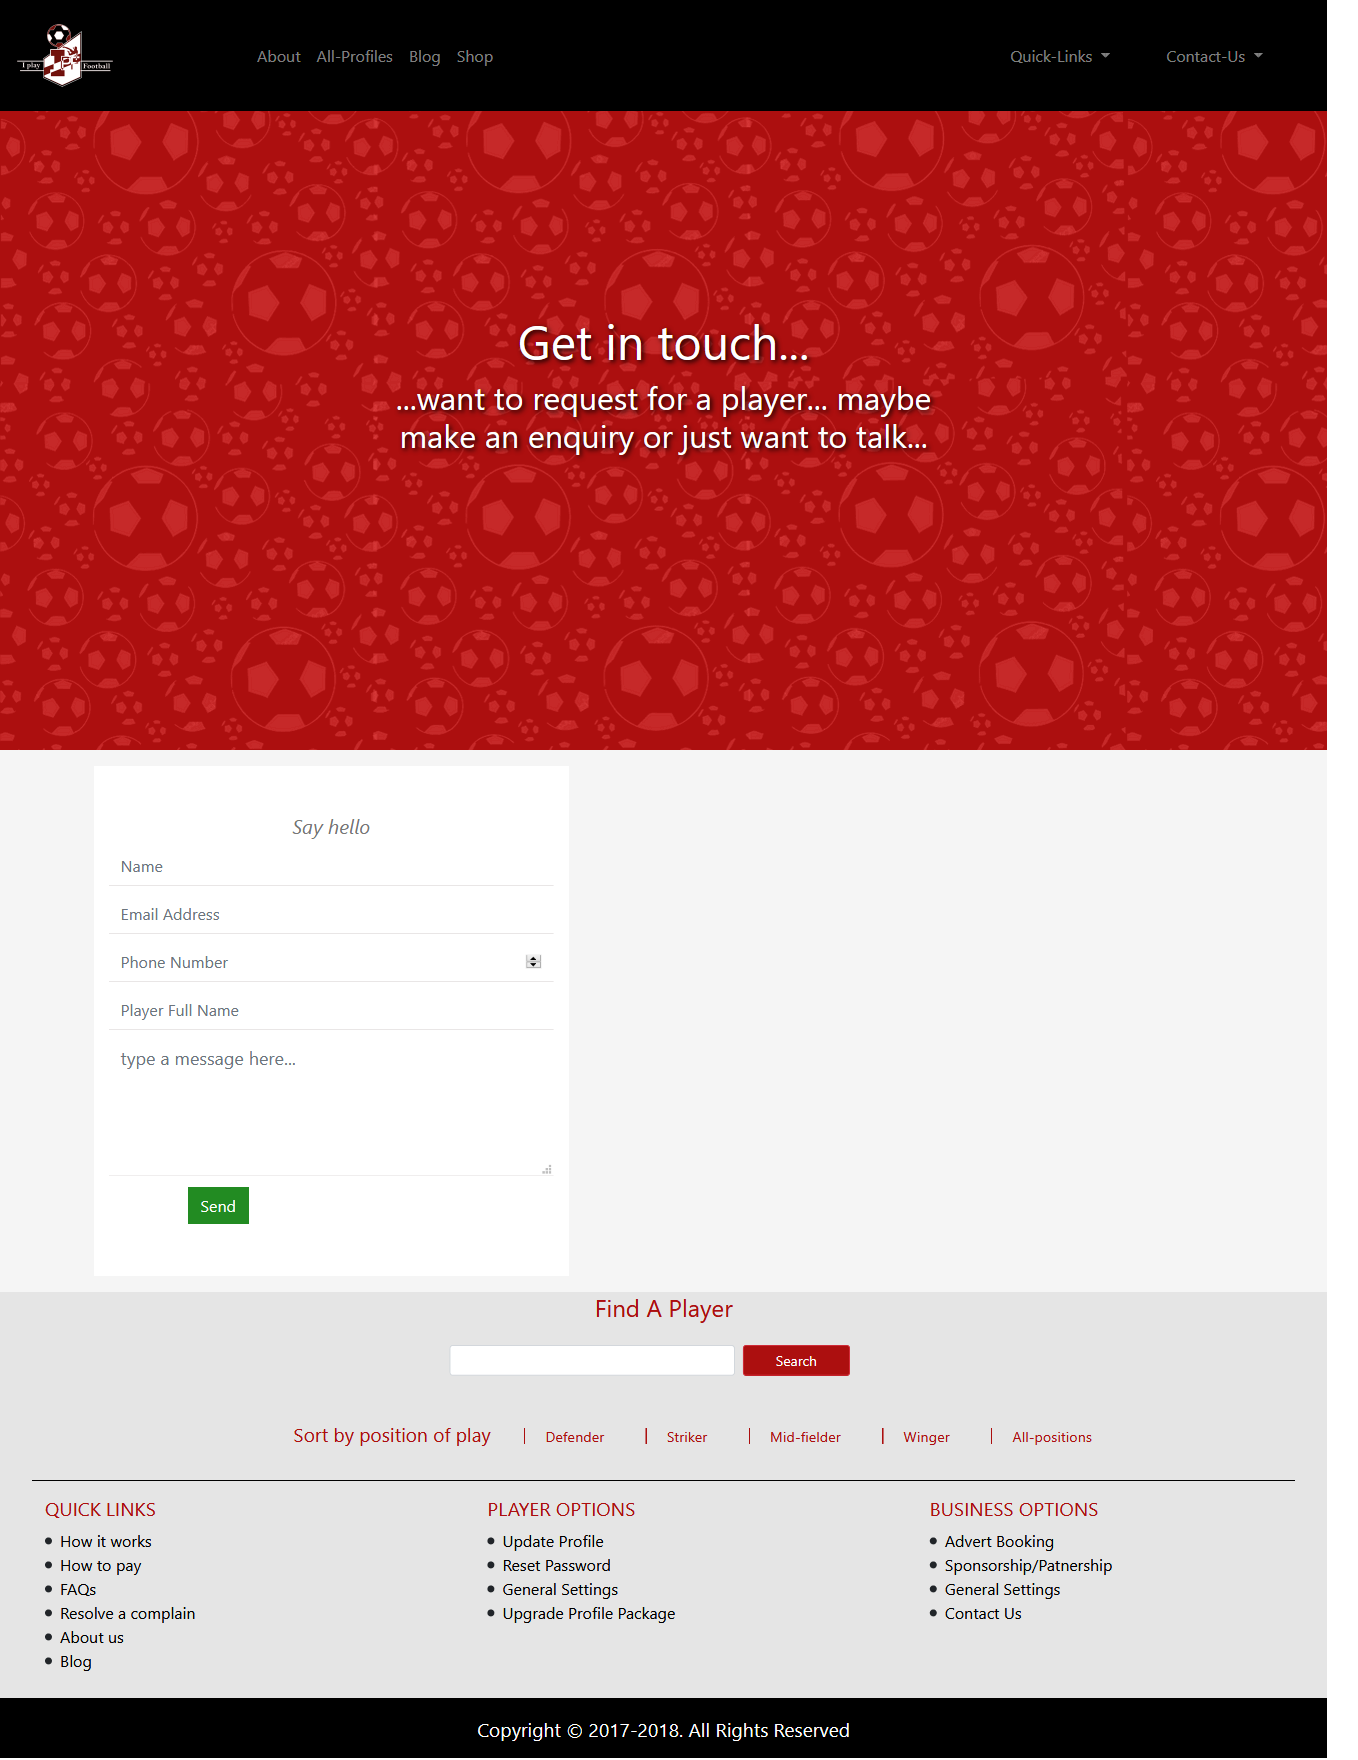 I play Football
About All-Profiles Blog Shop Quick-Links Contact-Us
Get in touch...
...want to request for a player... maybe
make an enquiry or just want to talk...
Say hello
Name
Email Address
Phone Number
Player Full Name
type a message here...
Send
Find A Player
Search
Sort by position of play | Defender | Striker | Mid-fielder | Winger | All-positions
QUICK LINKS
How it works
How to pay
FAQs
Resolve a complain
About us
Blog
PLAYER OPTIONS
Update Profile
Reset Password
General Settings
Upgrade Profile Package
BUSINESS OPTIONS
Advert Booking
Sponsorship/Patnership
General Settings
Contact Us
Copyright © 2017-2018. All Rights Reserved